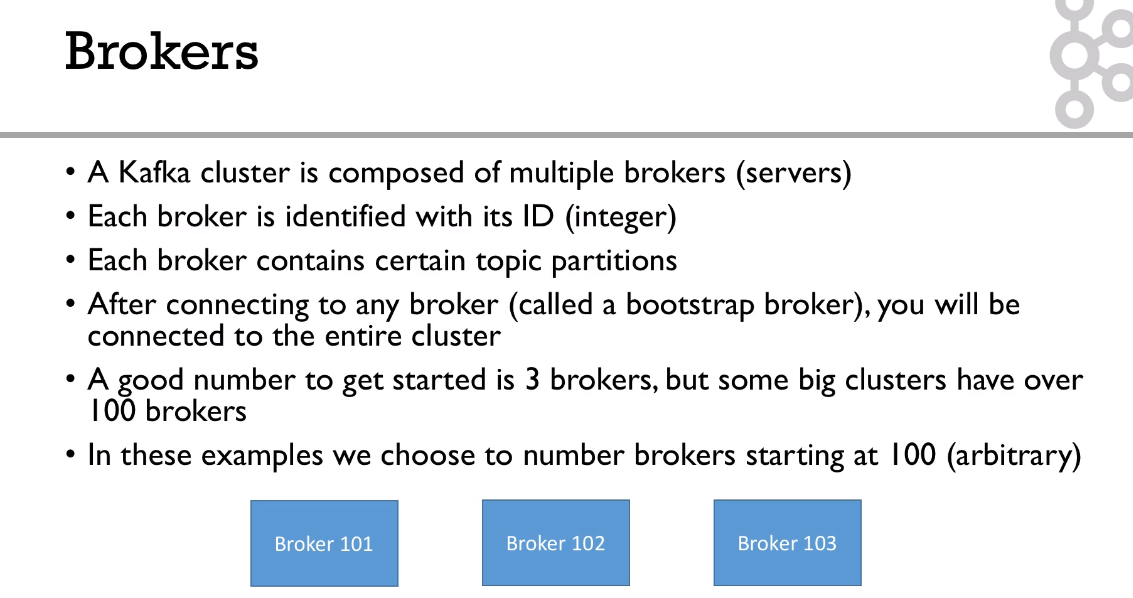 Brokers
• A Kafka cluster is composed of multiple brokers (servers)
• Each broker is identified with its ID (integer)
• Each broker contains certain topic partitions
• After connecting to any broker (called a bootstrap broker), you will be
connected to the entire cluster
• A good number to get started is 3 brokers, but some big clusters have over
100 brokers
• In these examples we choose to number brokers starting at 100 (arbitrary)
Broker 101
Broker 102
Broker 103